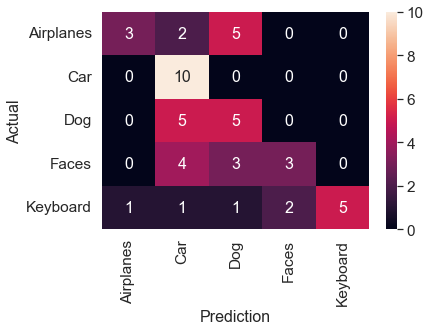 Actual
Airplanes 3 2 5 0 0
Car 0 10 0 0 0
Dog 0 5 5 0 0
Faces 0 4 3 3 0
Keyboard 1 1 1 2 5
Airplanes Car Dog Faces Keyboard
Prediction
10
8
6
4
2
0